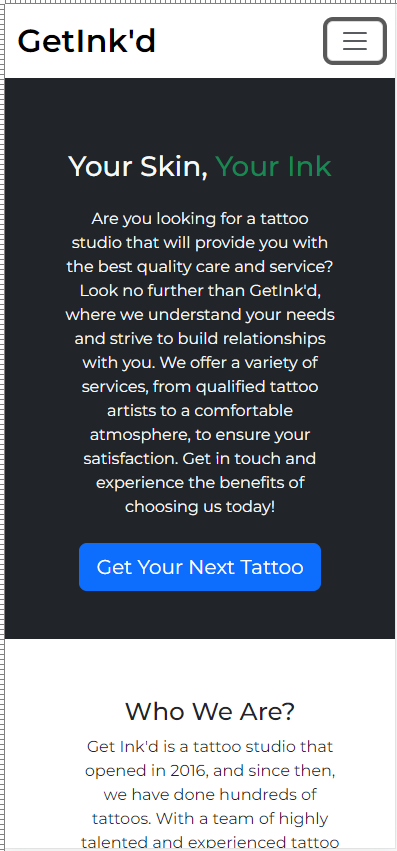 GetInk'd
Your Skin, Your Ink
Are you looking for a tattoo
studio that will provide you with
the best quality care and service?
Look no further than GetInk'd,
where we understand your needs
and strive to build relationships
with you. We offer a variety of
services, from qualified tattoo
artists to a comfortable
atmosphere, to ensure your
satisfaction. Get in touch and
experience the benefits of
choosing us today!
Get Your Next Tattoo
Who We Are?
Get Ink'd is a tattoo studio that
opened in 2016, and since then,
we have done hundreds of
tattoos. With a team of highly
talented and experienced tattoo